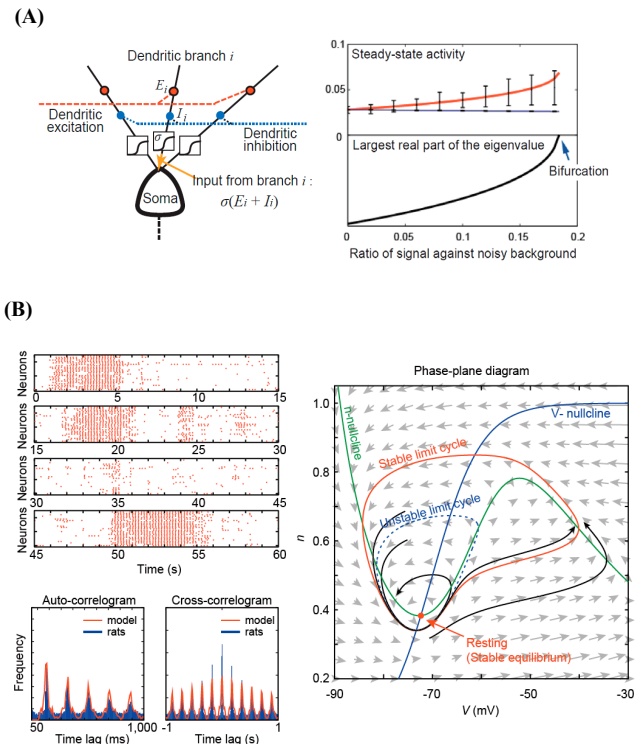 (A)
Dendritic branch i
Ei
Ij
Dendritic
excitation
σ
Dendritic
inhibition
Input from branch i :
σ(Ei + Ii)
Soma
Steady-state activity
0.1
0.05
0
Largest real part of the eigenvalue
Bifurcation
0 0.05 0.1 0.15 0.2
Ratio of signal against noisy background
(B)
Neurons
0 5 10 15
Neurons
15 20 25 30
Neurons
30 35 40 45
Neurons
45 50 55 60
Time (s)
Auto-correlogram
model
rats
Frequency
50 1,000
Time lag (ms)
Cross-correlogram
model
rats
-1 1
Time lag (s)
Phase-plane diagram
n-nullcline
V- nullcline
Stable limit cycle
Unstable limit cycle
Resting
(Stable equilibrium)
n
1.0
0.8
0.6
0.4
0.2
-90 -70 -50 -30
V (mV)